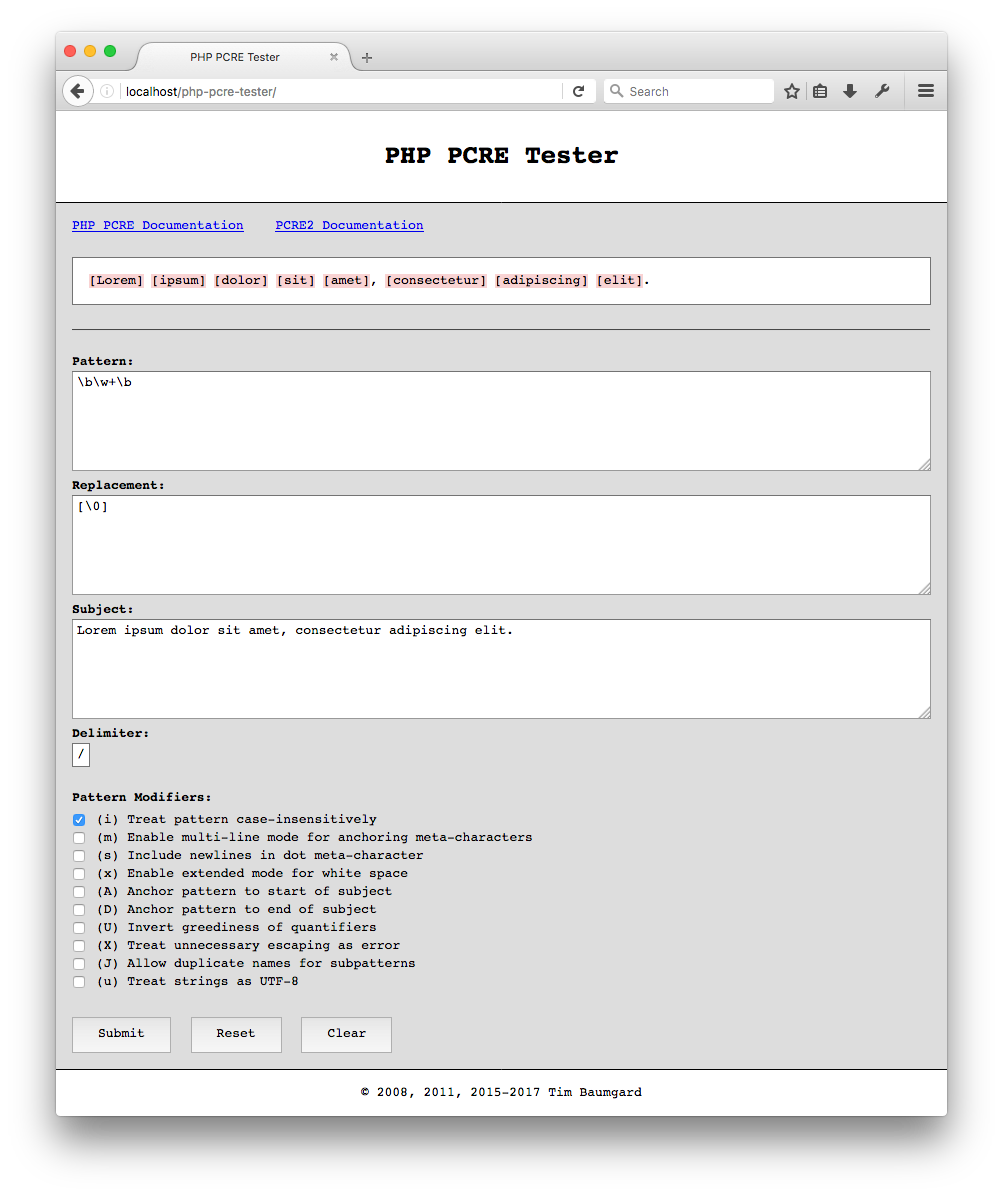 PHP PCRE Tester
localhost/php-pcre-tester/
Search
PHP PCRE Tester
PHP PCRE Documentation PCRE2 Documentation
[Lorem] [ipsum] [dolor] [sit] [amet], [consectetur] [adipiscing] [elit].
Pattern:
\b\w+\b
Replacement:
[\0]
Subject:
Lorem ipsum dolor sit amet, consectetur adipiscing elit.
Delimiter:
/
Pattern Modifiers:
(i) Treat pattern case-insensitively
(m) Enable multi-line mode for anchoring meta-characters
(s) Include newlines in dot meta-character
(x) Enable extended mode for white space
(A) Anchor pattern to start of subject
(D) Anchor pattern to end of subject
(U) Invert greediness of quantifiers
(X) Treat unnecessary escaping as error
(J) Allow duplicate names for subpatterns
(u) Treat strings as UTF-8
Submit Reset Clear
© 2008, 2011, 2015-2017 Tim Baumgard